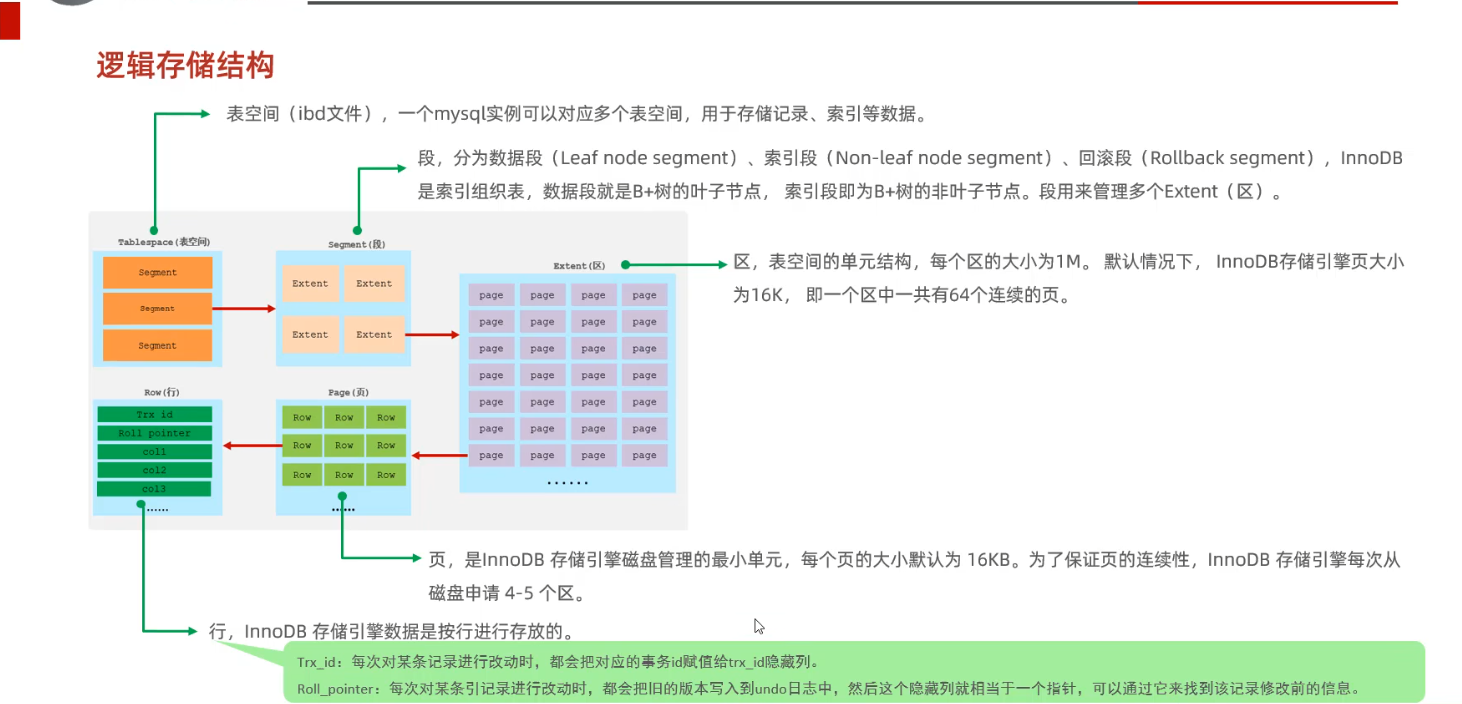 逻辑存储结构
表空间（ibd文件），一个mysql实例可以对应多个表空间，用于存储记录、索引等数据。
段，分为数据段（Leaf node segment）、索引段（Non-leaf node segment）、回滚段（Rollback segment），InnoDB
是索引组织表，数据段就是B+树的叶子节点， 索引段即为B+树的非叶子节点。段用来管理多个Extent（区）。
Tablespace(表空间)
Segment
Segment
Segment
Segment(段)
Extent Extent
Extent Extent
Extent(区)
page page page page
page page page page
page page page page
page page page page
page page page page
page page page page
page page page page
······
区，表空间的单元结构，每个区的大小为1M。 默认情况下， InnoDB存储引擎页大小
为16K， 即一个区中一共有64个连续的页。
Row(行)
Trx id
Roll pointer
col1
col2
col3
······
Page(页)
Row Row Row
Row Row Row
Row Row Row
······
页，是InnoDB 存储引擎磁盘管理的最小单元，每个页的大小默认为 16KB。为了保证页的连续性，InnoDB 存储引擎每次从
磁盘申请 4-5 个区。
行，InnoDB 存储引擎数据是按行进行存放的。
Trx_id：每次对某条记录进行改动时，都会把对应的事务id赋值给trx_id隐藏列。
Roll_pointer：每次对某条引记录进行改动时，都会把旧的版本写入到undo日志中，然后这个隐藏列就相当于一个指针，可以通过它来找到该记录修改前的信息。